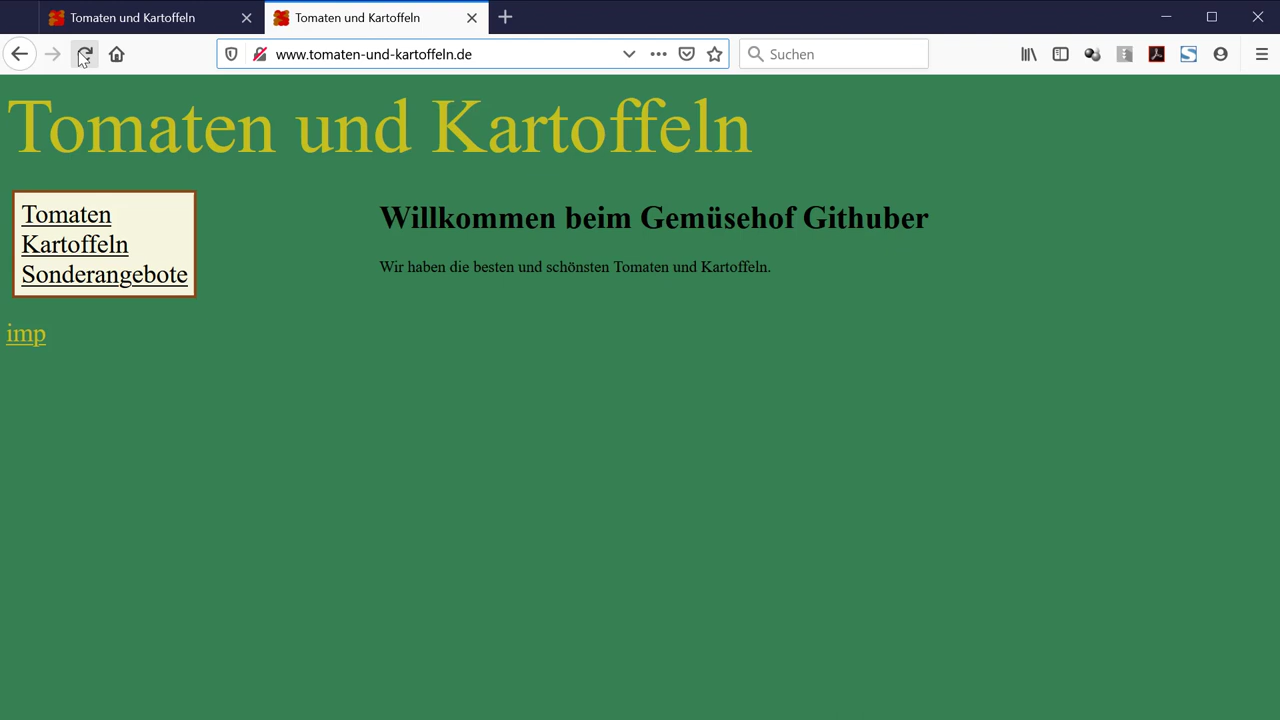 Tomaten und Kartoffeln
Tomaten und Kartoffeln
www.tomaten-und-kartoffeln.de
Suchen
Tomaten und Kartoffeln
Tomaten
Kartoffeln
Sonderangebote
Willkommen beim Gemüsehof Githuber
Wir haben die besten und schönsten Tomaten und Kartoffeln.
imp